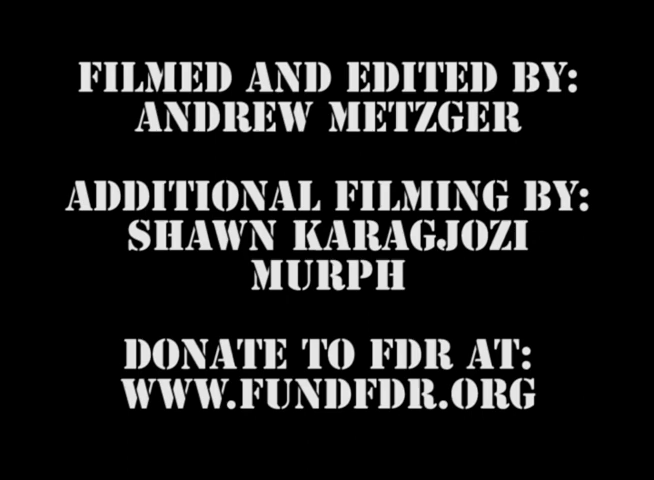 FILMED AND EDITED BY:
ANDREW METZGER
ADDITIONAL FILMING BY:
SHAWN KARAGJOZI
MURPH
DONATE TO FDR AT:
WWW.FUNDFDR.ORG